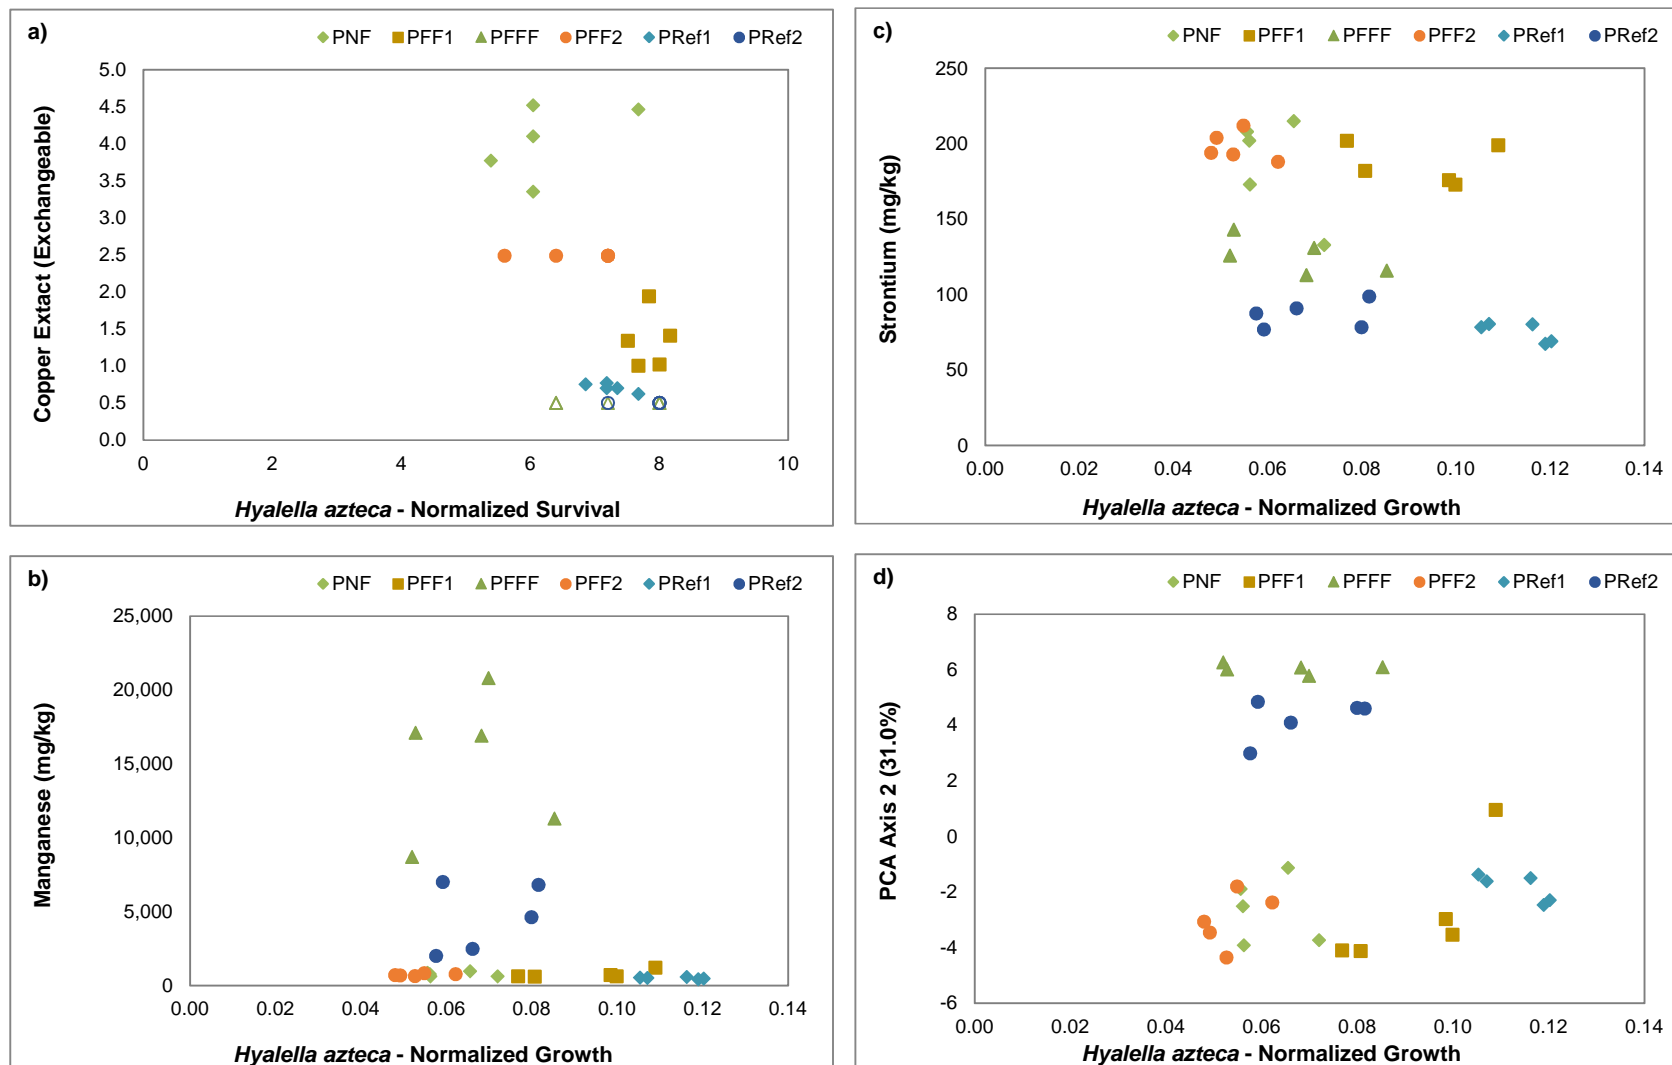 a)
PNF PFF1 PFFF PFF2 PRef1 PRef2
5.0
4.5
4.0
3.5
3.0
2.5
2.0
1.5
1.0
0.5
0.0
0 2 4 6 8 10
Copper Extact (Exchangeable)
Hyalella azteca - Normalized Survival
c)
PNF PFF1 PFFF PFF2 PRef1 PRef2
250
200
150
100
50
0
0.00 0.02 0.04 0.06 0.08 0.10 0.12 0.14
Strontium (mg/kg)
Hyalella azteca - Normalized Growth
b)
PNF PFF1 PFFF PFF2 PRef1 PRef2
25,000
20,000
15,000
10,000
5,000
0
0.00 0.02 0.04 0.06 0.08 0.10 0.12 0.14
Manganese (mg/kg)
Hyalella azteca - Normalized Growth
d)
PNF PFF1 PFFF PFF2 PRef1 PRef2
8
6
4
2
0
-2
-4
-6
0.00 0.02 0.04 0.06 0.08 0.10 0.12 0.14
PCA Axis 2 (31.0%)
Hyalella azteca - Normalized Growth